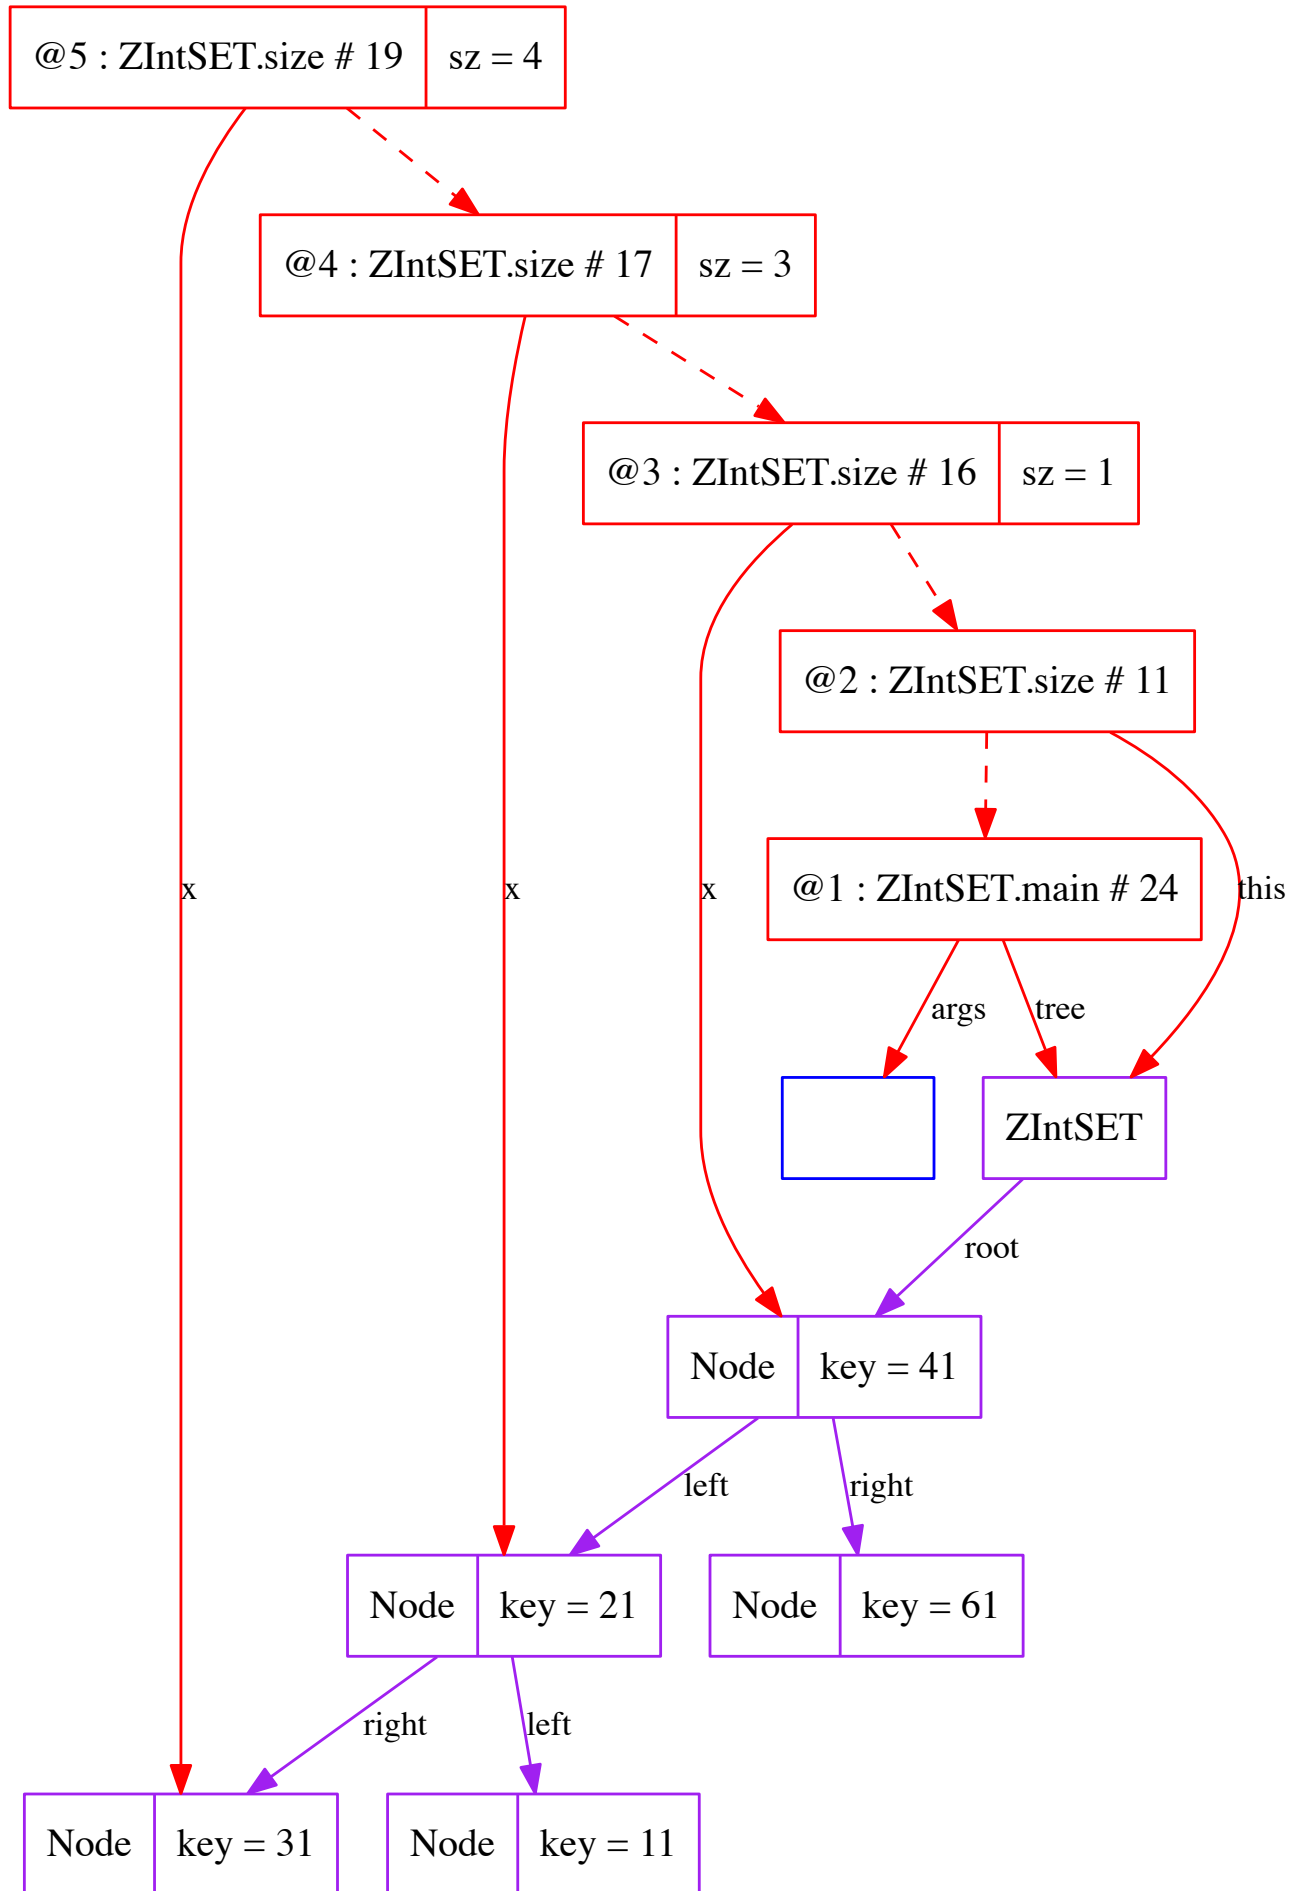 @5 : ZIntSET.size # 19 sz = 4
@4 : ZIntSET.size # 17 sz = 3
@3 : ZIntSET.size # 16 sz = 1
@2 : ZIntSET.size # 11
x x x @1 : ZIntSET.main # 24 this
args tree
ZIntSET
root
Node key = 41
left right
Node key = 21 Node key = 61
right left
Node key = 31 Node key = 11